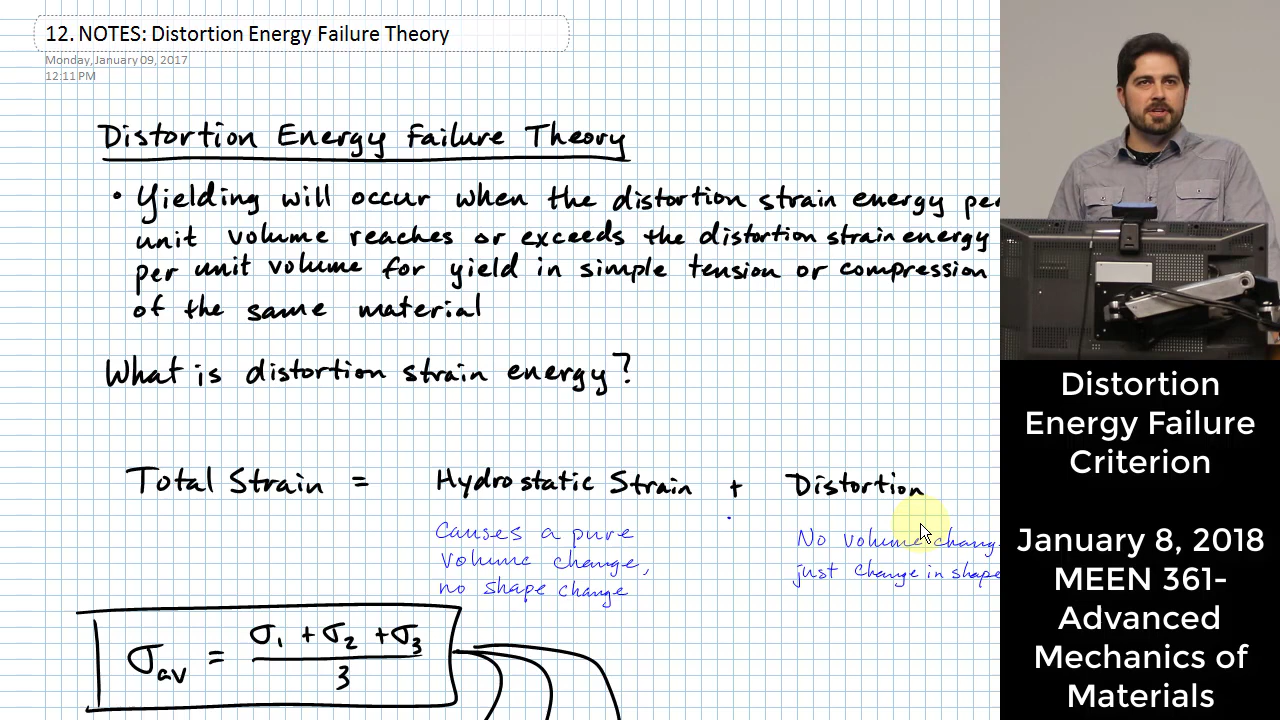 12. NOTES: Distortion Energy Failure Theory
Monday, January 09, 2017
12:11 PM
Distortion Energy Failure Theory
• Yielding will occur when the distortion strain energy per
unit volume reaches or exceeds the distortion strain energy
per unit volume for yield in simple tension or compression
of the same material
What is distortion strain energy?
Total Strain = Hydrostatic Strain + Distortion
Causes a pure
volume change,
no shape change
No volume chang
just change in shape
σav = σ1 + σ2 + σ3
3
Distortion
Energy Failure
Criterion
January 8, 2018
MEEN 361-
Advanced
Mechanics of
Materials